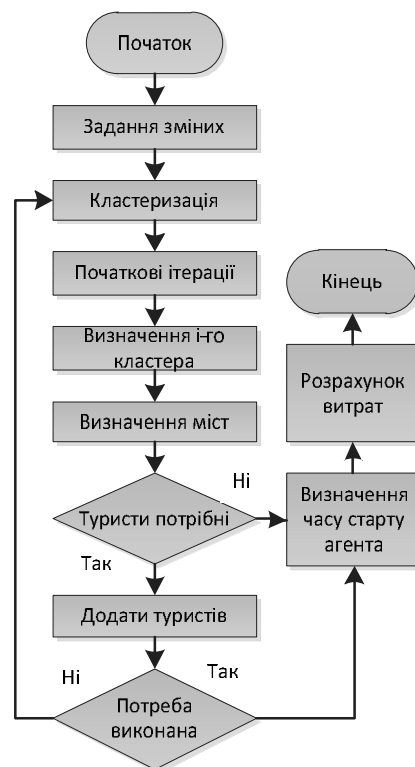 Початок
Задання зміних
Кластеризація
Початкові ітерації
Визначення і-го
кластера
Визначення міст
Туристи потрібні
Ні
Так
Додати туристів
Ні
Так
Потреба
виконана
Кінець
Розрахунок
витрат
Визначення
часу старту
агента